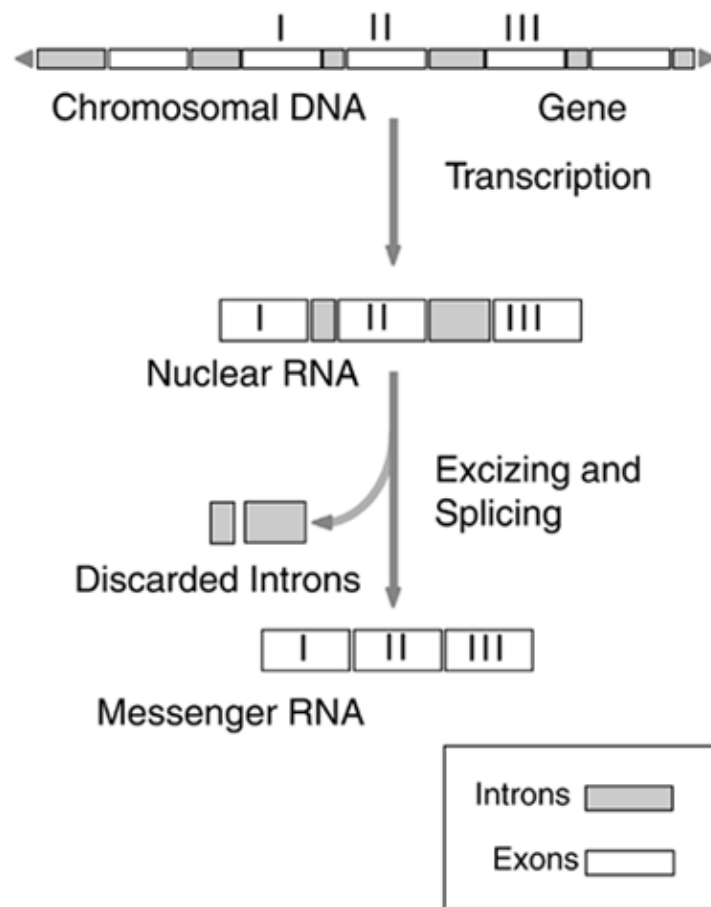 I II III
Chromosomal DNA Gene
Transcription
I II III
Nuclear RNA
Excizing and
Splicing
Discarded Introns
I II III
Messenger RNA
Introns
Exons